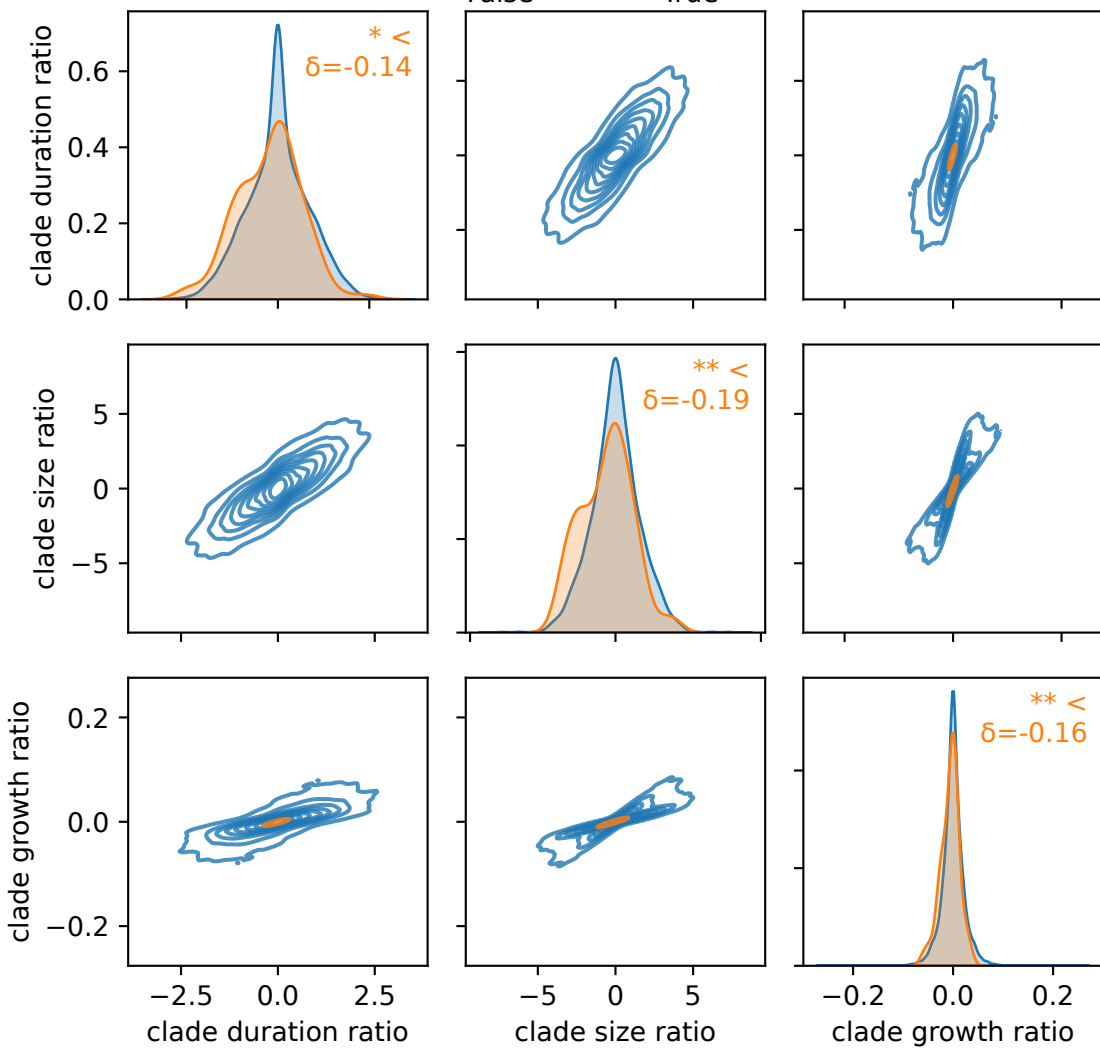 clade duration ratio
0.6
0.4
0.2
0.0
* <
δ=-0.14
clade size ratio
5
0
−5
** <
δ=-0.19
clade growth ratio
0.2
0.0
−0.2
** <
δ=-0.16
−2.5 0.0 2.5
−5 0 5
−0.2 0.0 0.2
clade duration ratio
clade size ratio
clade growth ratio